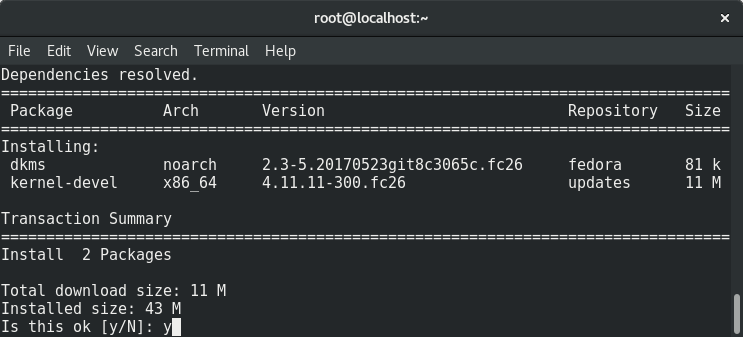 root@localhost:~ ×
File Edit View Search Terminal Help
Dependencies resolved.
================================================================================
 Package          Arch       Version                           Repository   Size
================================================================================
Installing:
 dkms             noarch     2.3-5.20170523git8c3065c.fc26     fedora       81 k
 kernel-devel     x86_64     4.11.11-300.fc26                  updates      11 M

Transaction Summary
================================================================================
Install  2 Packages

Total download size: 11 M
Installed size: 43 M
Is this ok [y/N]: y